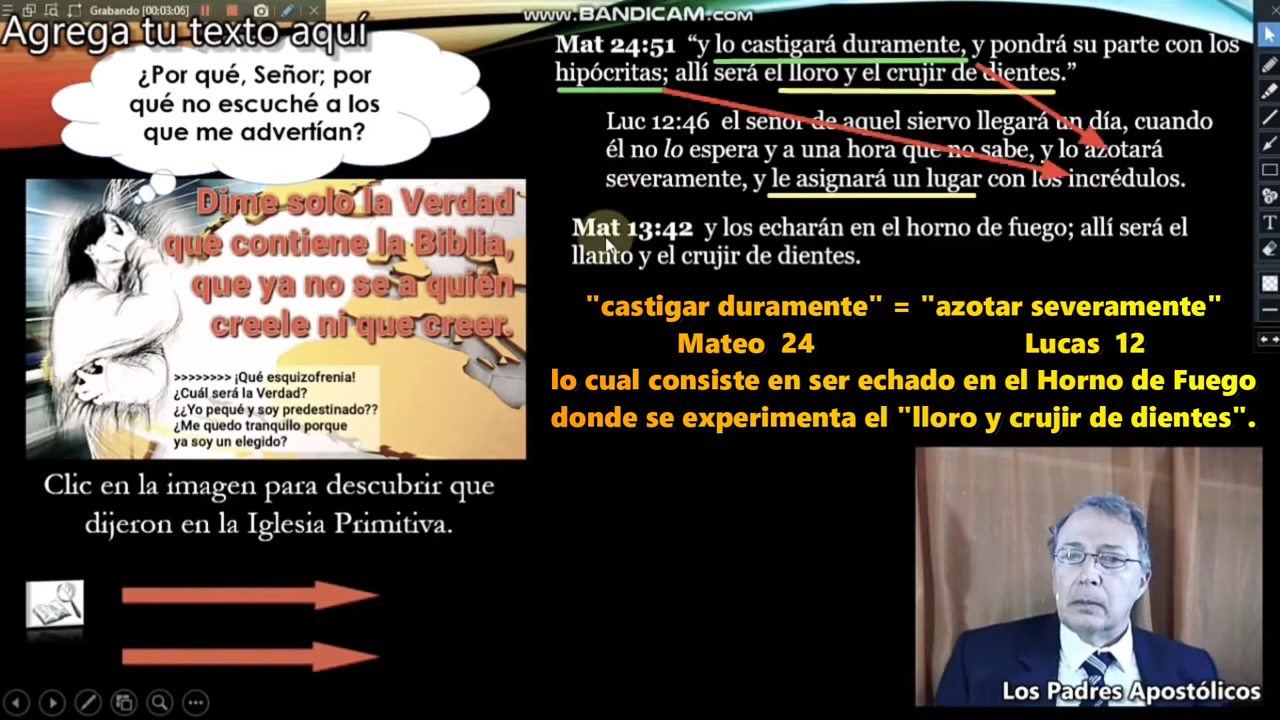 Grabando [00:03:05]
www.BANDICAM.com
Agrega tu texto aquí
¿Por qué, Señor; por
qué no escuché a los
que me advertían?
Dime solo la Verdad
que contiene la Biblia,
que ya no se a quién
creele ni que creer.
>>>>>>>> ¡Qué esquizofrenia!
¿Cuál será la Verdad?
¿¿Yo pequé y soy predestinado??
¿Me quedo tranquilo porque
ya soy un elegido?
Clic en la imagen para descubrir que
dijeron en la Iglesia Primitiva.
Mat 24:51 “y lo castigará duramente, y pondrá su parte con los
hipócritas; allí será el lloro y el crujir de dientes.”
Luc 12:46 el señor de aquel siervo llegará un día, cuando
él no lo espera y a una hora que no sabe, y lo azotará
severamente, y le asignará un lugar con los incrédulos.
Mat 13:42 y los echarán en el horno de fuego; allí será el
llanto y el crujir de dientes.
"castigar duramente" = "azotar severamente"
Mateo 24 Lucas 12
lo cual consiste en ser echado en el Horno de Fuego
donde se experimenta el "lloro y crujir de dientes".
Los Padres Apostólicos